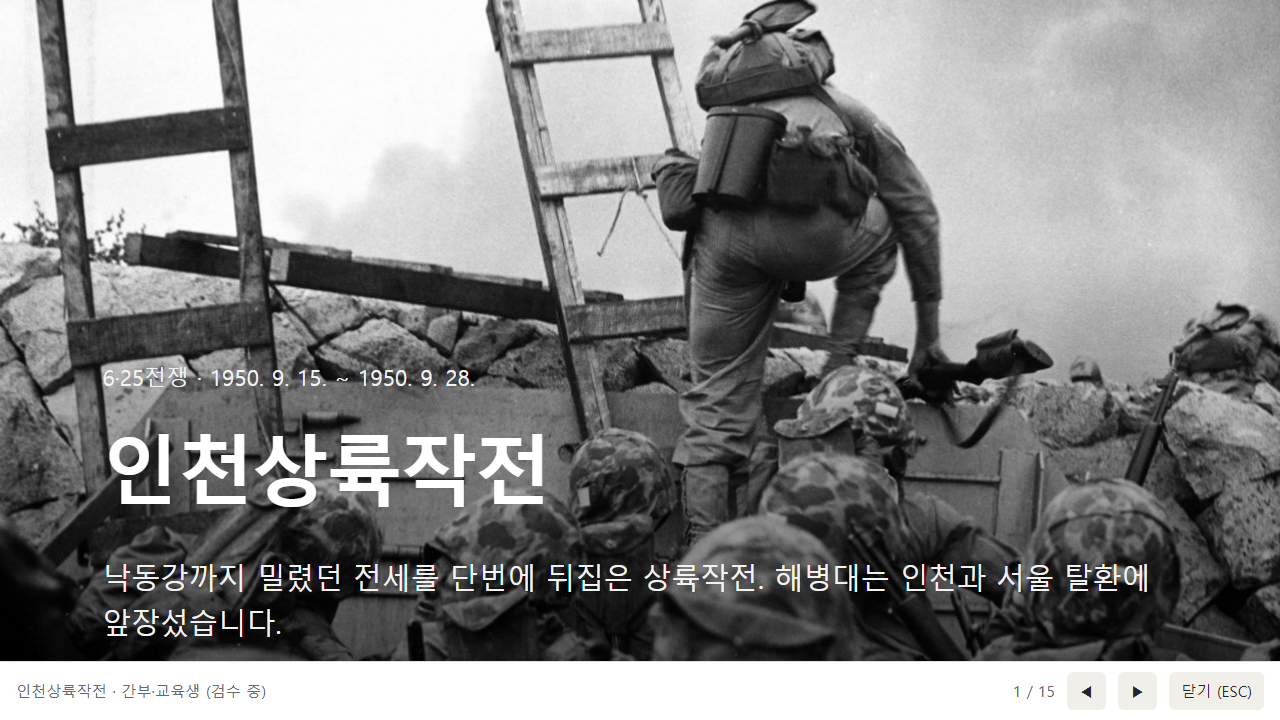 6·25전쟁 · 1950. 9. 15. ~ 1950. 9. 28.
인천상륙작전
낙동강까지 밀렸던 전세를 단번에 뒤집은 상륙작전. 해병대는 인천과 서울 탈환에
앞장섰습니다.
인천상륙작전 · 간부·교육생 (검수 중)
1 / 15
◀
▶
닫기 (ESC)